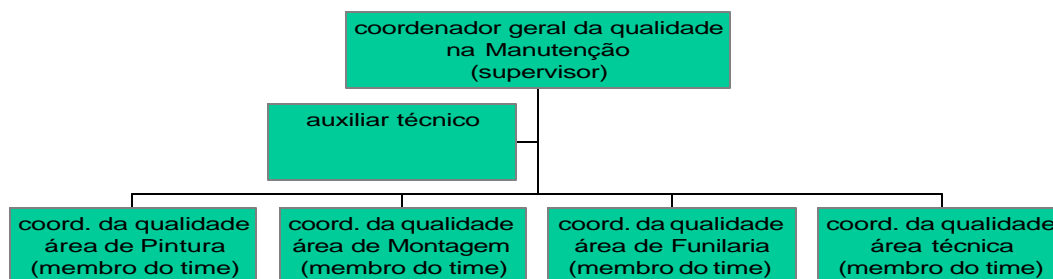 coordenador geral da qualidade
na Manutenção
(supervisor)
auxiliar técnico
coord. da qualidade
área de Pintura
(membro do time)
coord. da qualidade
área de Montagem
(membro do time)
coord. da qualidade
área de Funilaria
(membro do time)
coord. da qualidade
área técnica
(membro do time)